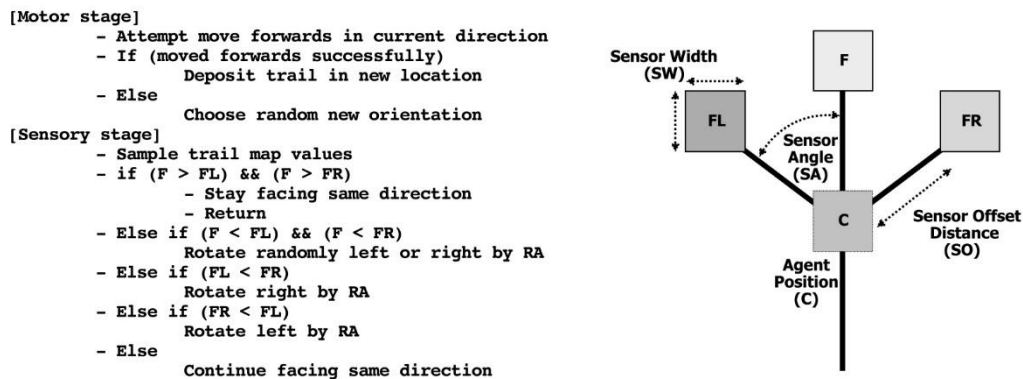 [Motor stage]
- Attempt move forwards in current direction
- If (moved forwards successfully)
Deposit trail in new location
- Else
Choose random new orientation
[Sensory stage]
- Sample trail map values
- if (F > FL) && (F > FR)
- Stay facing same direction
- Return
- Else if (F < FL) && (F < FR)
Rotate randomly left or right by RA
- Else if (FL < FR)
Rotate right by RA
- Else if (FR < FL)
Rotate left by RA
- Else
Continue facing same direction
Sensor Width
(SW)
F
FL
FR
Sensor
Angle
(SA)
C
Sensor Offset
Distance
(SO)
Agent
Position
(C)